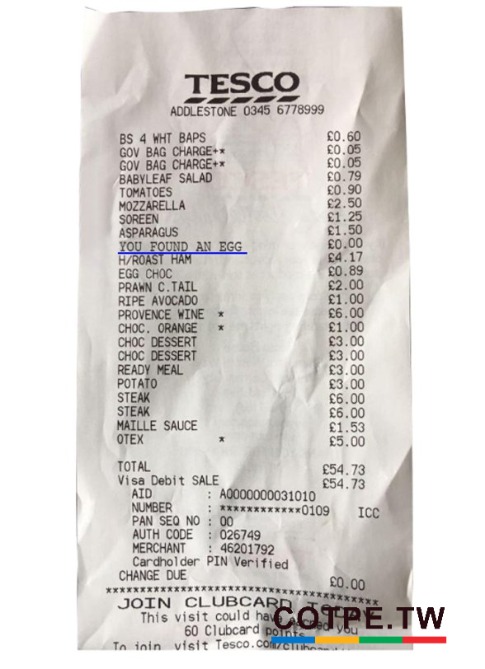 TESCO
ADDLESTONE 0345 6778999
BS 4 WHT BAPS £0.60
GOV BAG CHARGE+* £0.05
GOV BAG CHARGE+* £0.05
BABYLEAF SALAD £0.79
TOMATOES £0.90
MOZZARELLA £2.50
SOREEN £1.25
ASPARAGUS £1.50
YOU FOUND AN EGG £0.00
H/ROAST HAM £4.17
EGG CHOC £0.89
PRAWN C.TAIL £2.00
RIPE AVOCADO £1.00
PROVENCE WINE * £6.00
CHOC. ORANGE * £1.00
CHOC DESSERT £3.00
CHOC DESSERT £3.00
READY MEAL £3.00
POTATO £3.00
STEAK £6.00
STEAK £6.00
MAILLE SAUCE £1.53
OTEX * £5.00
TOTAL £54.73
Visa Debit SALE £54.73
AID : A0000000031010
NUMBER : ************0109 ICC
PAN SEQ NO : 00
AUTH CODE : 026749
MERCHANT : 46201792
Cardholder PIN Verified
CHANGE DUE £0.00
JOIN CLUBCARD
This visit could have you
60 Clubcard points
To join, visit Tesco.com/clubcard
COTPE.TW